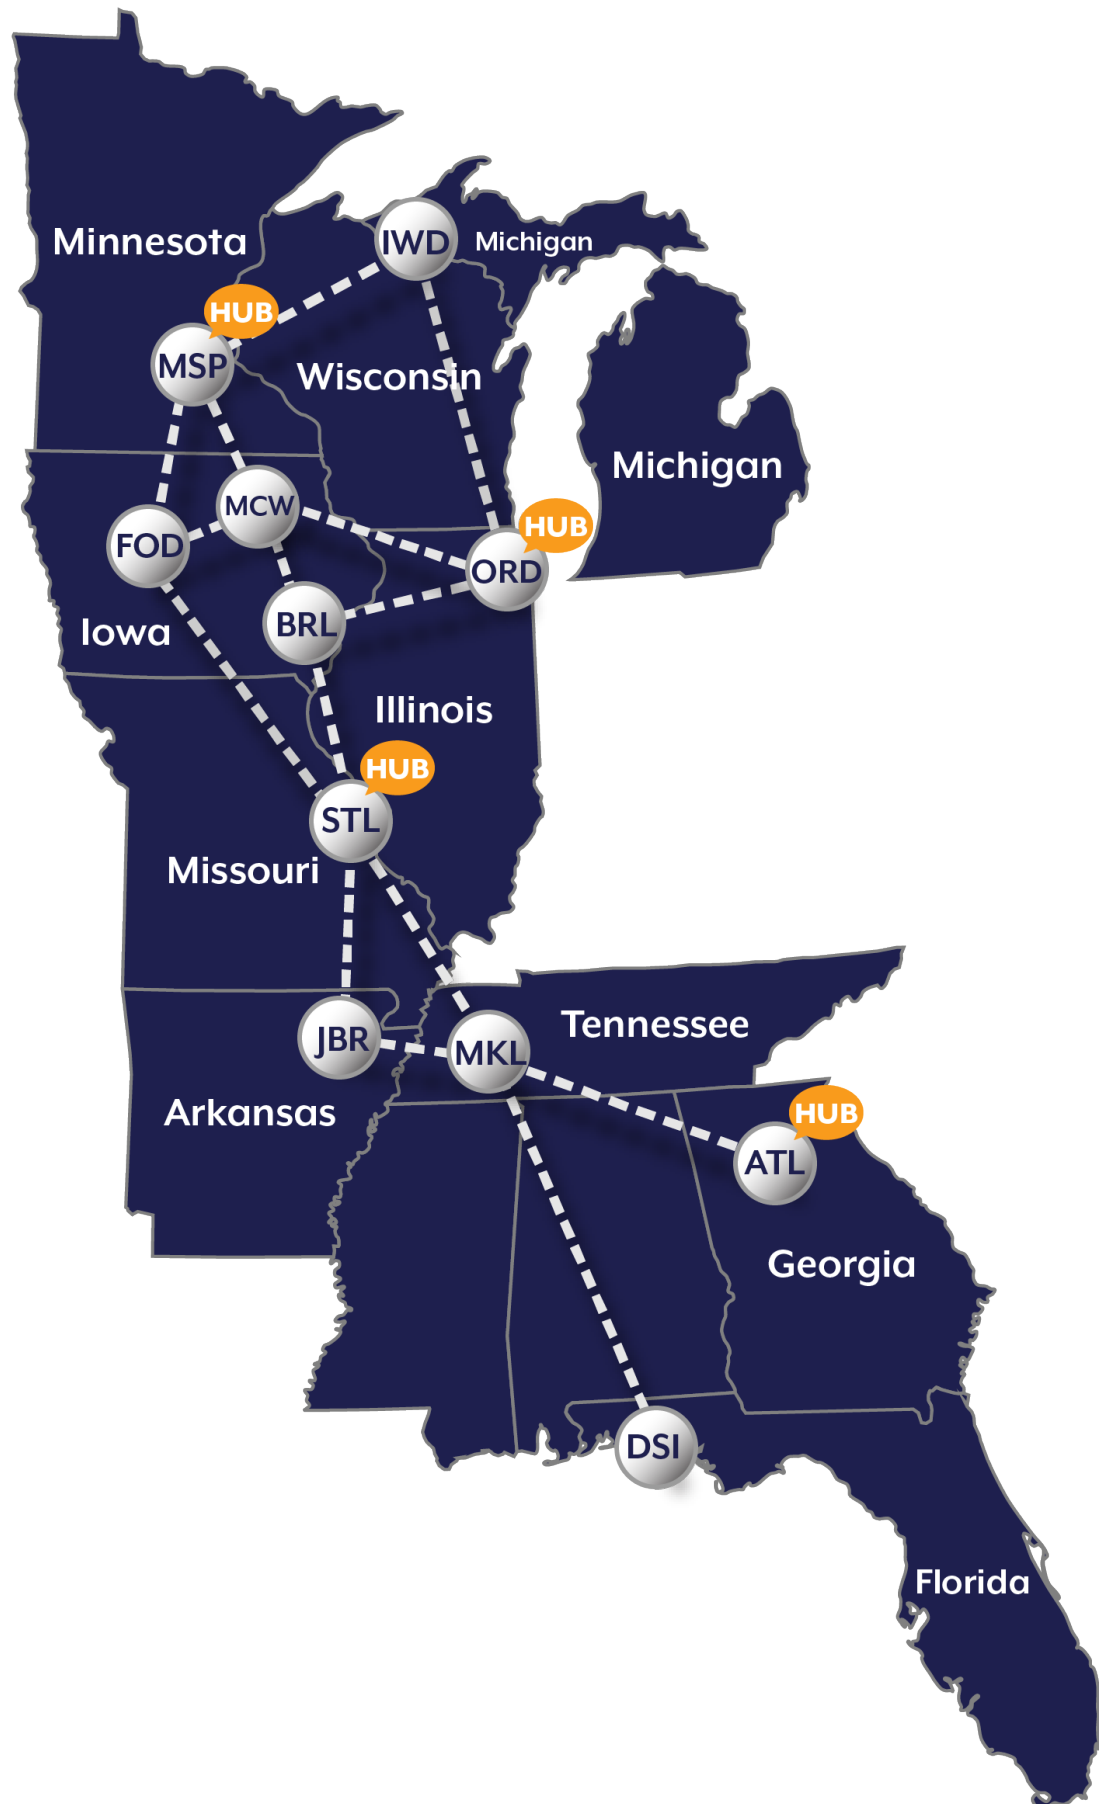 Minnesota
IWD
Michigan
HUB
MSP
Wisconsin
Michigan
MCW
HUB
FOD
ORD
BRL
Iowa
Illinois
HUB
STL
Missouri
Tennessee
JBR
MKL
Arkansas
HUB
ATL
Georgia
DSI
Florida